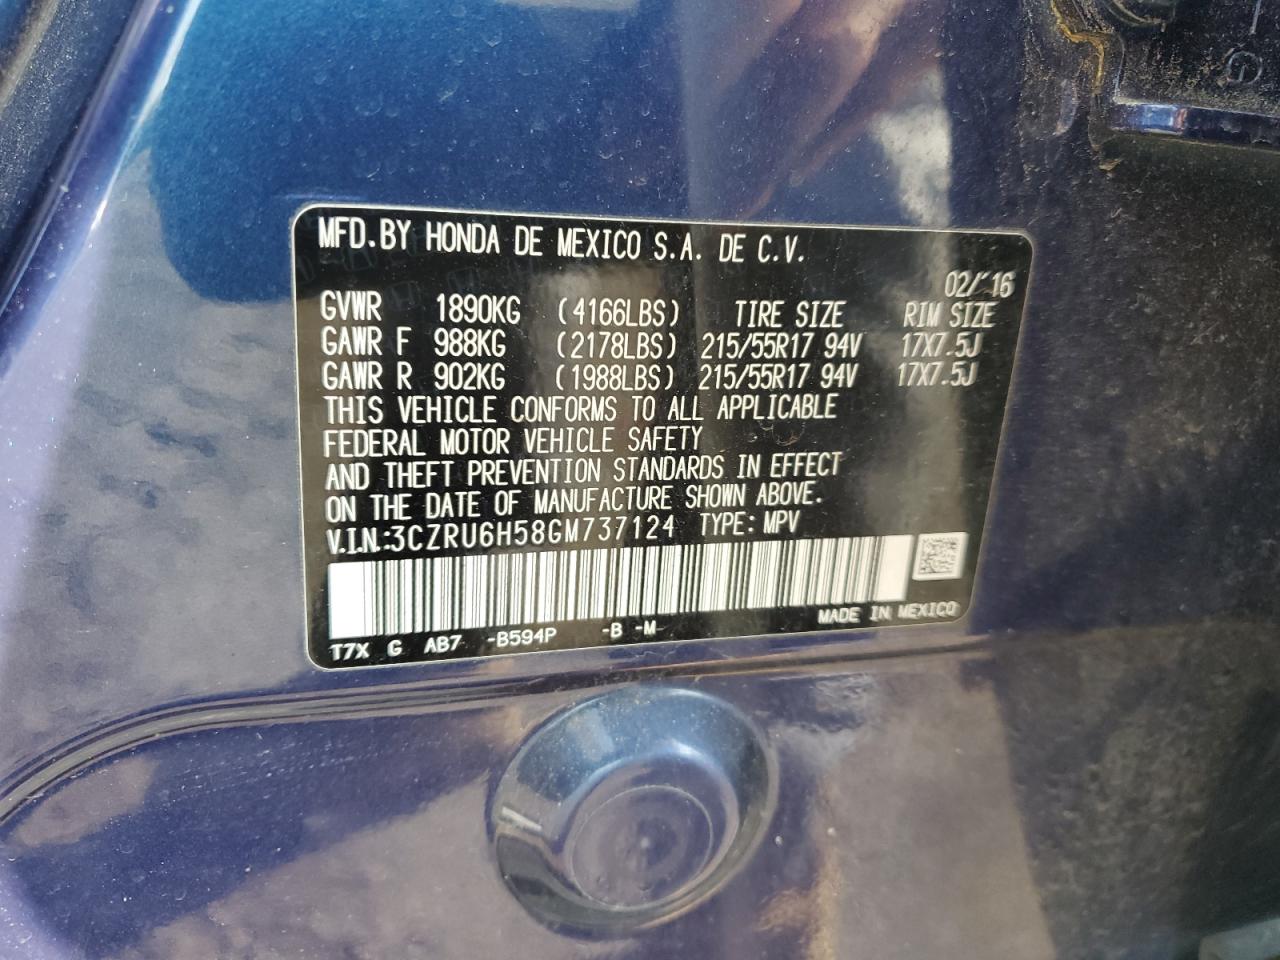 MFD.BY HONDA DE MEXICO S.A. DE C.V.
02/ 16
GVWR 1890KG (4166LBS) TIRE SIZE RIM SIZE
GAWR F 988KG (2178LBS) 215/55R17 94V 17X7.5J
GAWR R 902KG (1988LBS) 215/55R17 94V 17X7.5J
THIS VEHICLE CONFORMS TO ALL APPLICABLE
FEDERAL MOTOR VEHICLE SAFETY
AND THEFT PREVENTION STANDARDS IN EFFECT
ON THE DATE OF MANUFACTURE SHOWN ABOVE.
V.I.N.:3CZRU6H58GM737124 TYPE: MPV
MADE IN MEXICO
T7X G AB7 -B594P -B -M